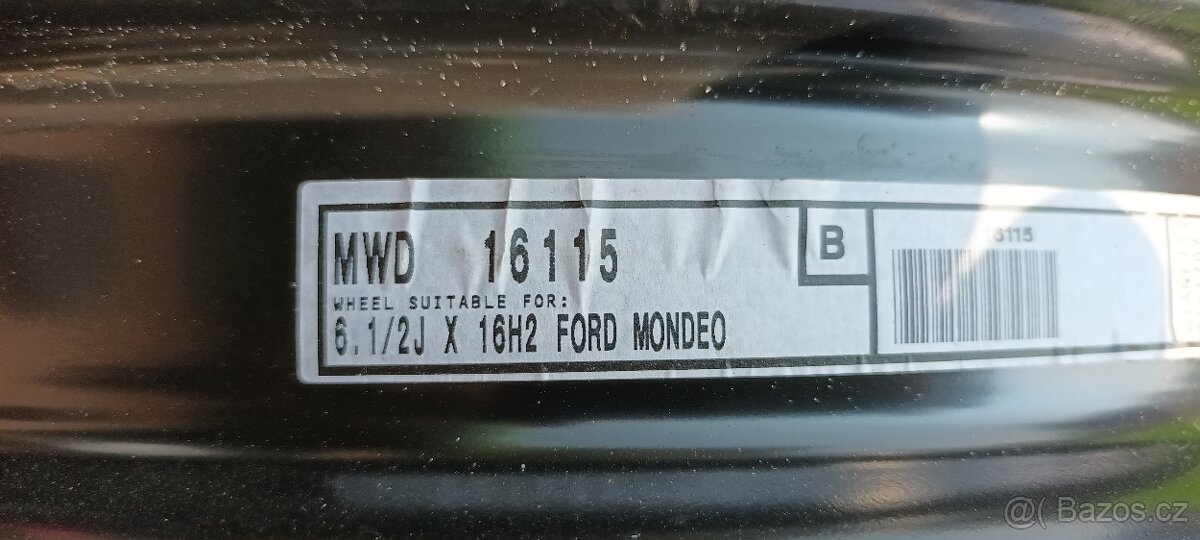 MWD 16115
B
16115
WHEEL SUITABLE FOR:
6.1/2J X 16H2 FORD MONDEO
@( Bazos.cz